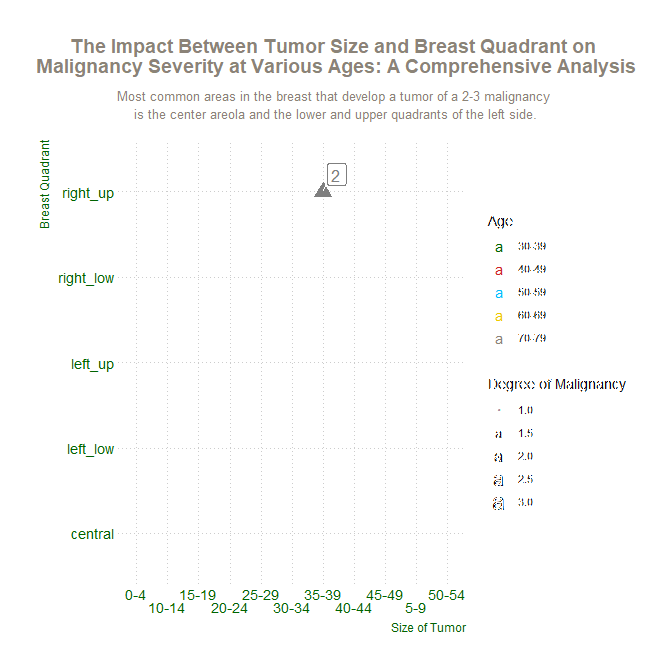 The Impact Between Tumor Size and Breast Quadrant on
Malignancy Severity at Various Ages: A Comprehensive Analysis
Most common areas in the breast that develop a tumor of a 2-3 malignancy
is the center areola and the lower and upper quadrants of the left side.
Breast Quadrant
right_up
right_low
left_up
left_low
central
2
0-4
10-14
15-19
20-24
25-29
30-34
35-39
40-44
45-49
5-9
50-54
Size of Tumor
Age
a 30-39
a 40-49
a 50-59
a 60-69
a 70-79
Degree of Malignancy
1.0
a 1.5
a 2.0
a 2.5
a 3.0